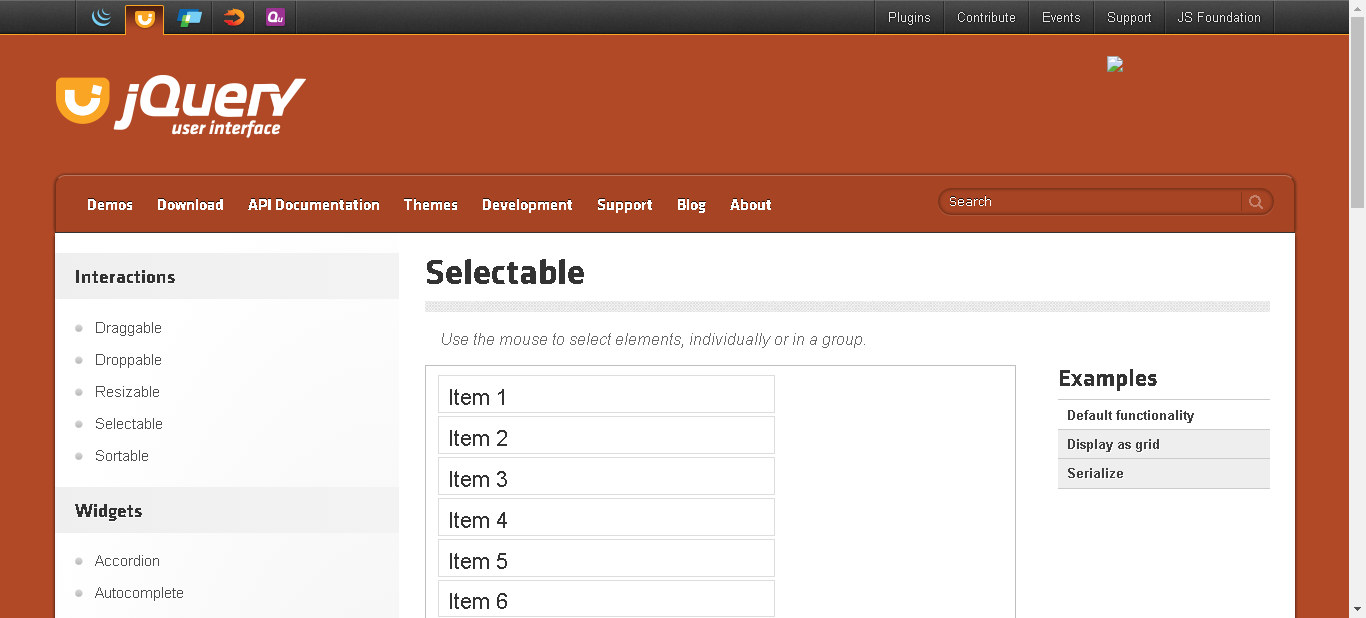 Plugins Contribute Events Support JS Foundation
jQuery
user interface
Demos Download API Documentation Themes Development Support Blog About Search
Interactions
Draggable
Droppable
Resizable
Selectable
Sortable
Widgets
Accordion
Autocomplete
Selectable
Use the mouse to select elements, individually or in a group.
Item 1
Item 2
Item 3
Item 4
Item 5
Item 6
Examples
Default functionality
Display as grid
Serialize